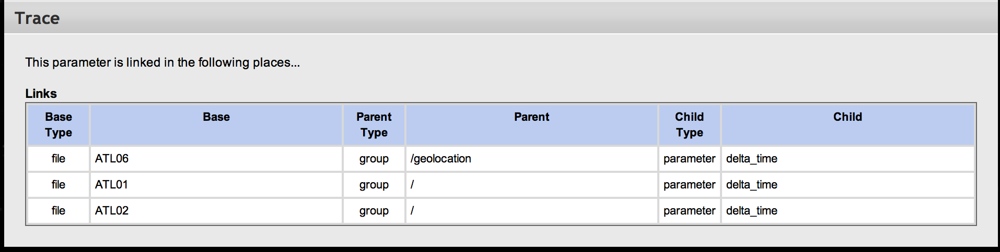 Trace
This parameter is linked in the following places...
Links
Base Type Base Parent Type Parent Child Type Child
file ATL06 group /geolocation parameter delta_time
file ATL01 group / parameter delta_time
file ATL02 group / parameter delta_time